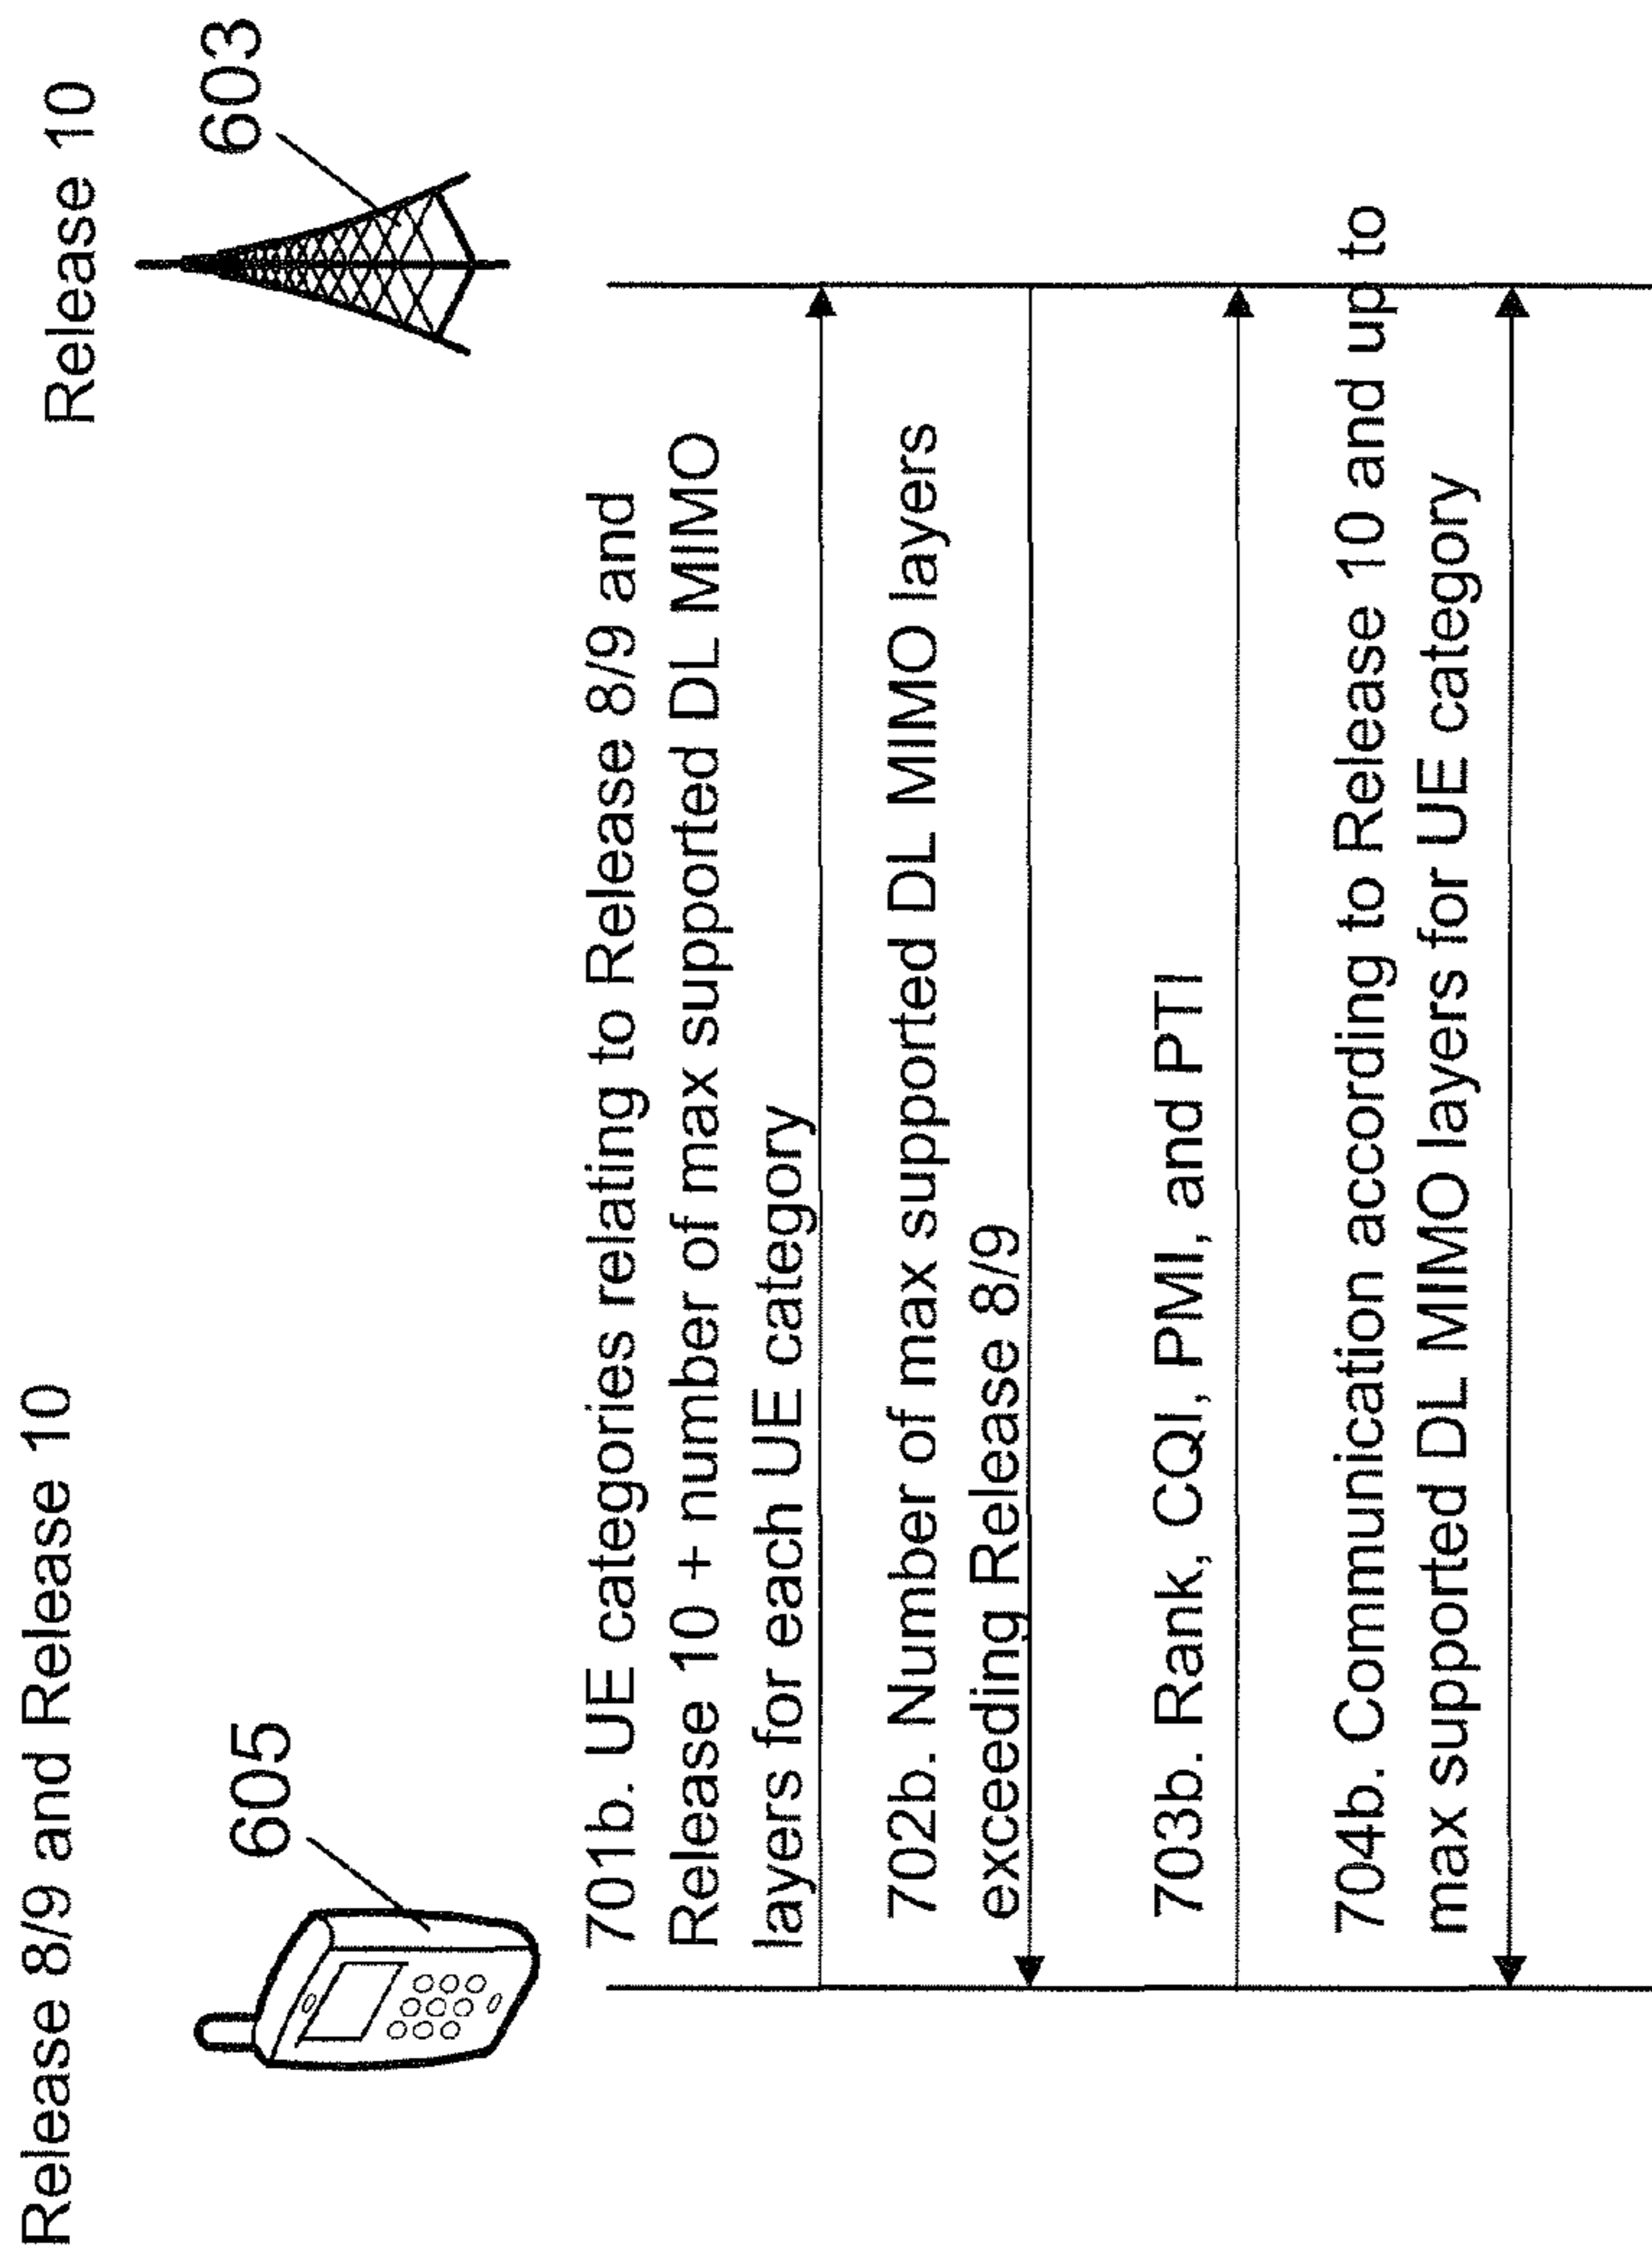 Release 8/9 and Release 10
Release 10
605
603
701b. UE categories relating to Release 8/9 and
Release 10 + number of max supported DL MIMO
layers for each UE category
702b. Number of max supported DL MIMO layers
exceeding Release 8/9
703b. Rank, CQI, PMI, and PTI
704b. Communication according to Release 10 and up to
max supported DL MIMO layers for UE category